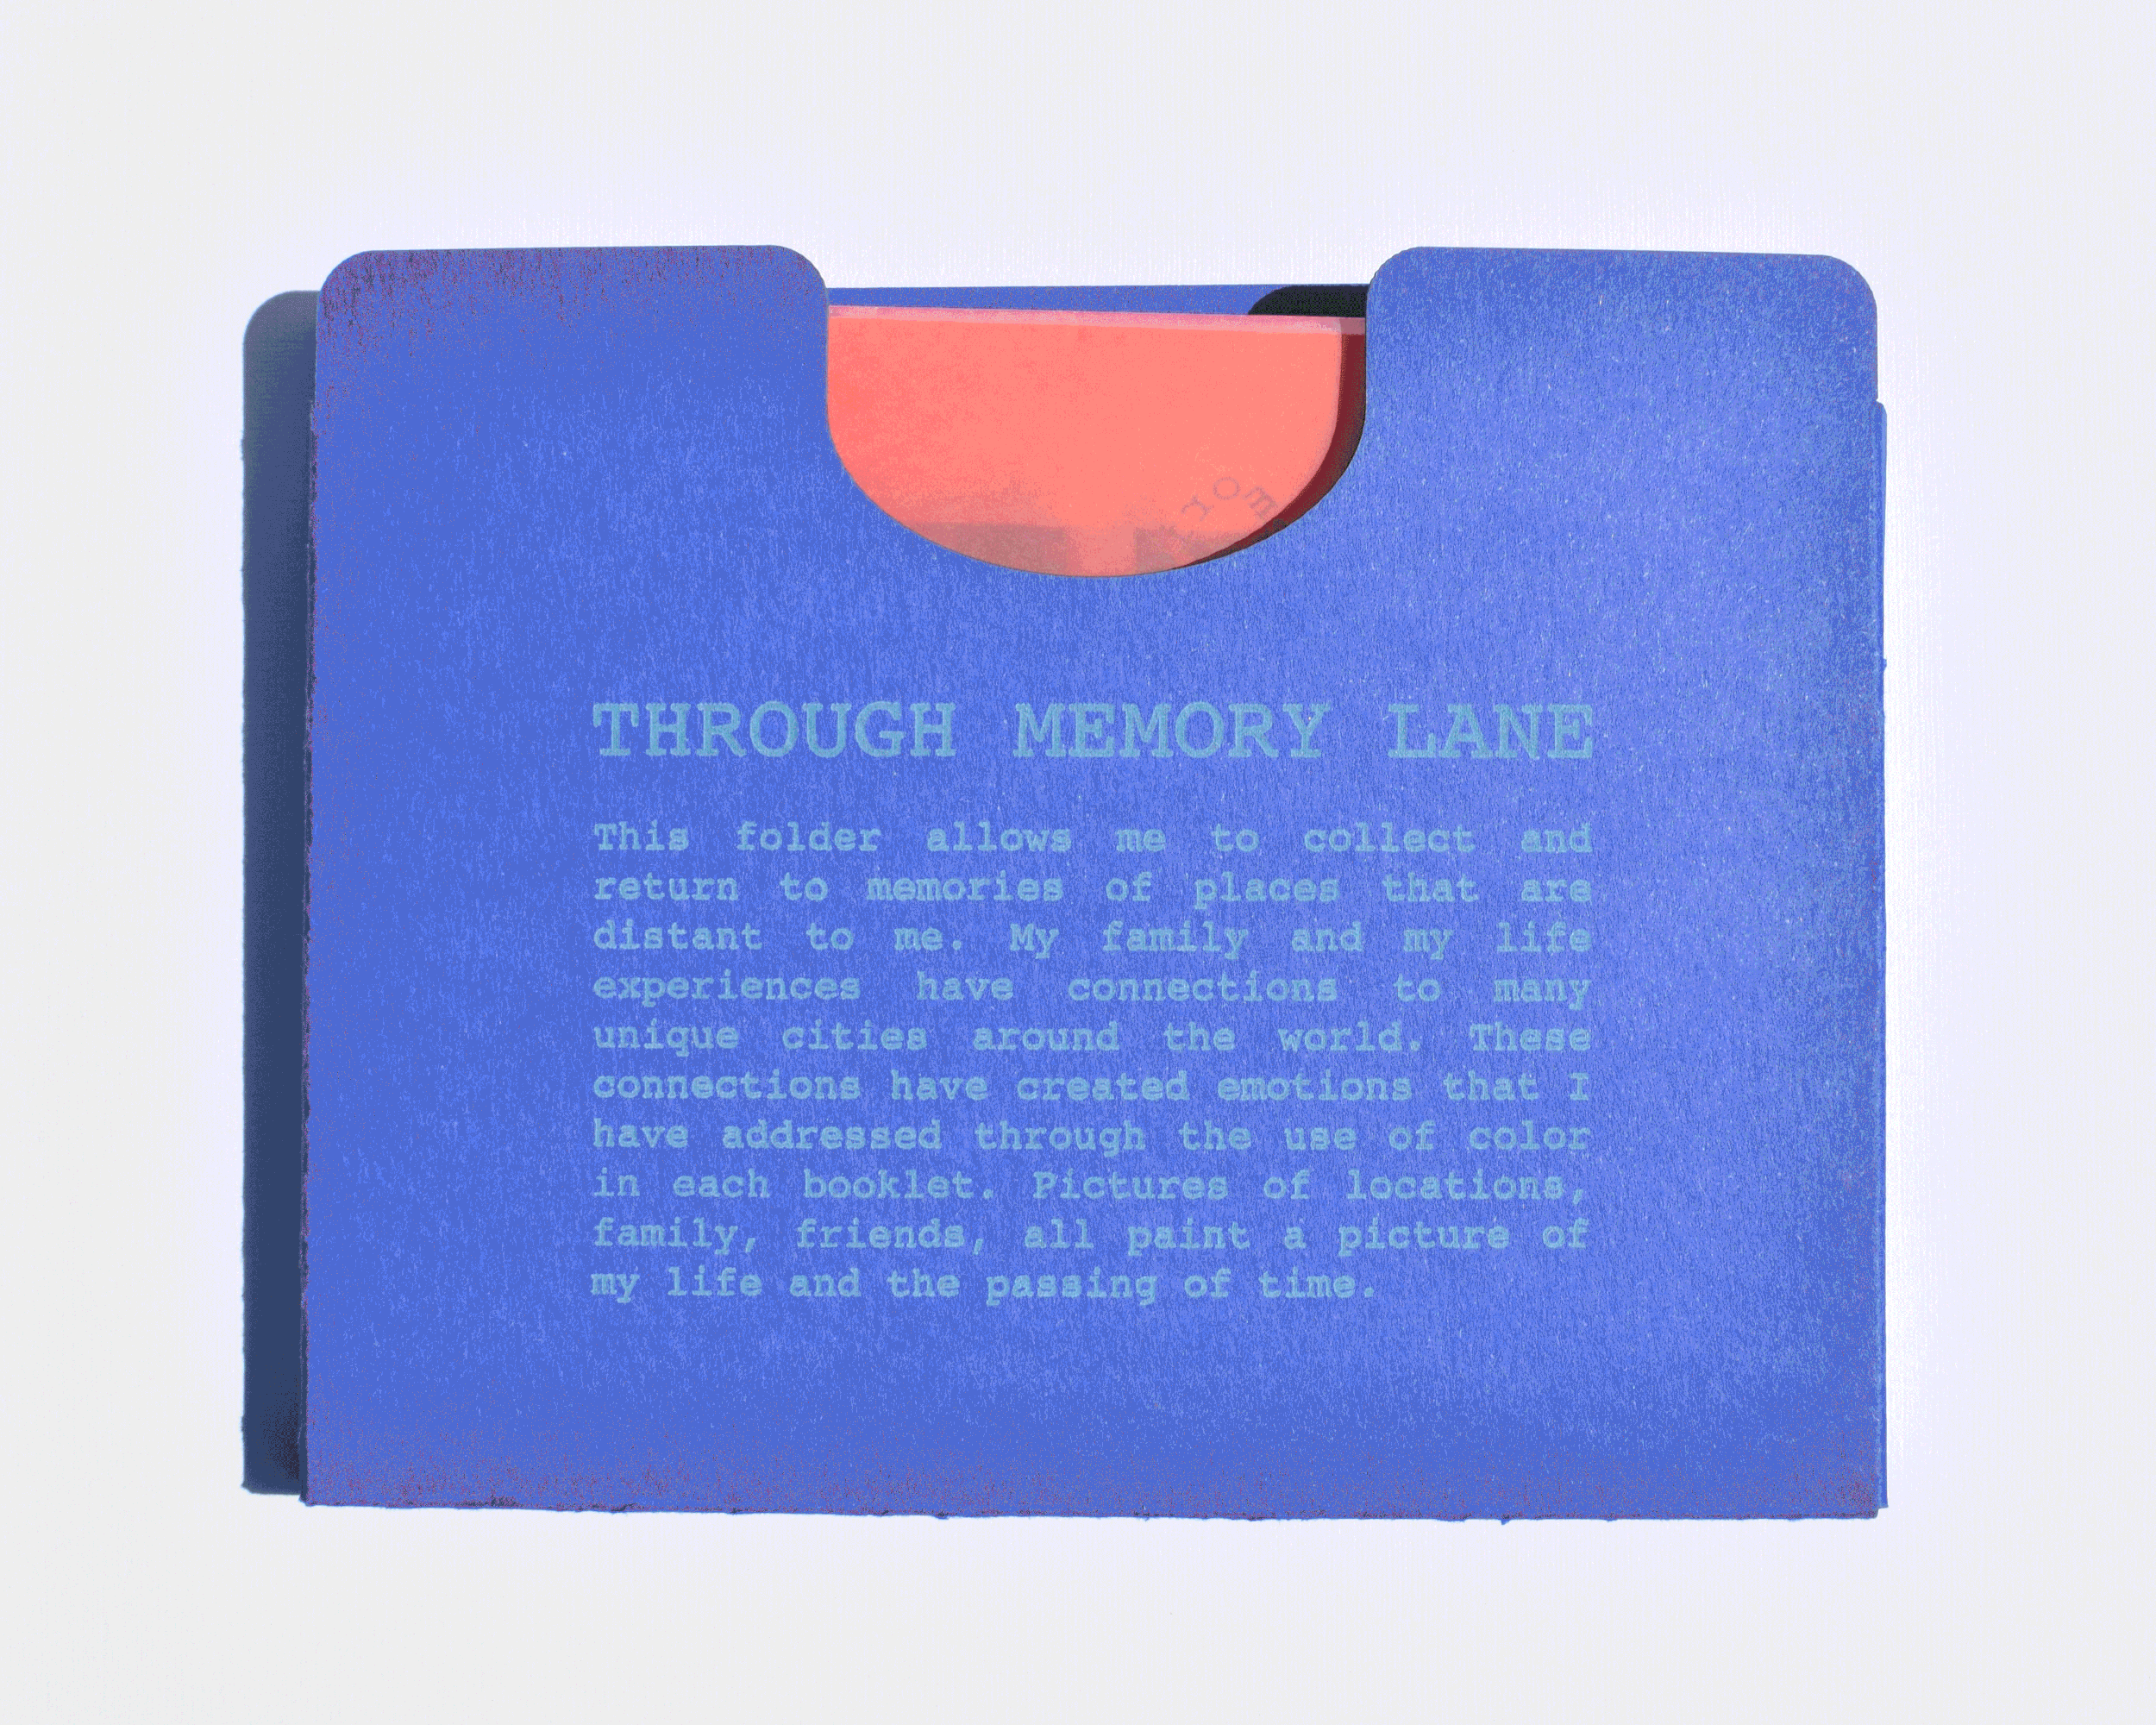 from
THROUGH MEMORY LANE
This folder allows me to collect and
return to memories of places that are
distant to me. My family and my life
experiences have connections to many
unique cities around the world. These
connections have created emotions that I
have addressed through the use of color
in each booklet. Pictures of locations,
family, friends, all paint a picture of
my life and the passing of time.